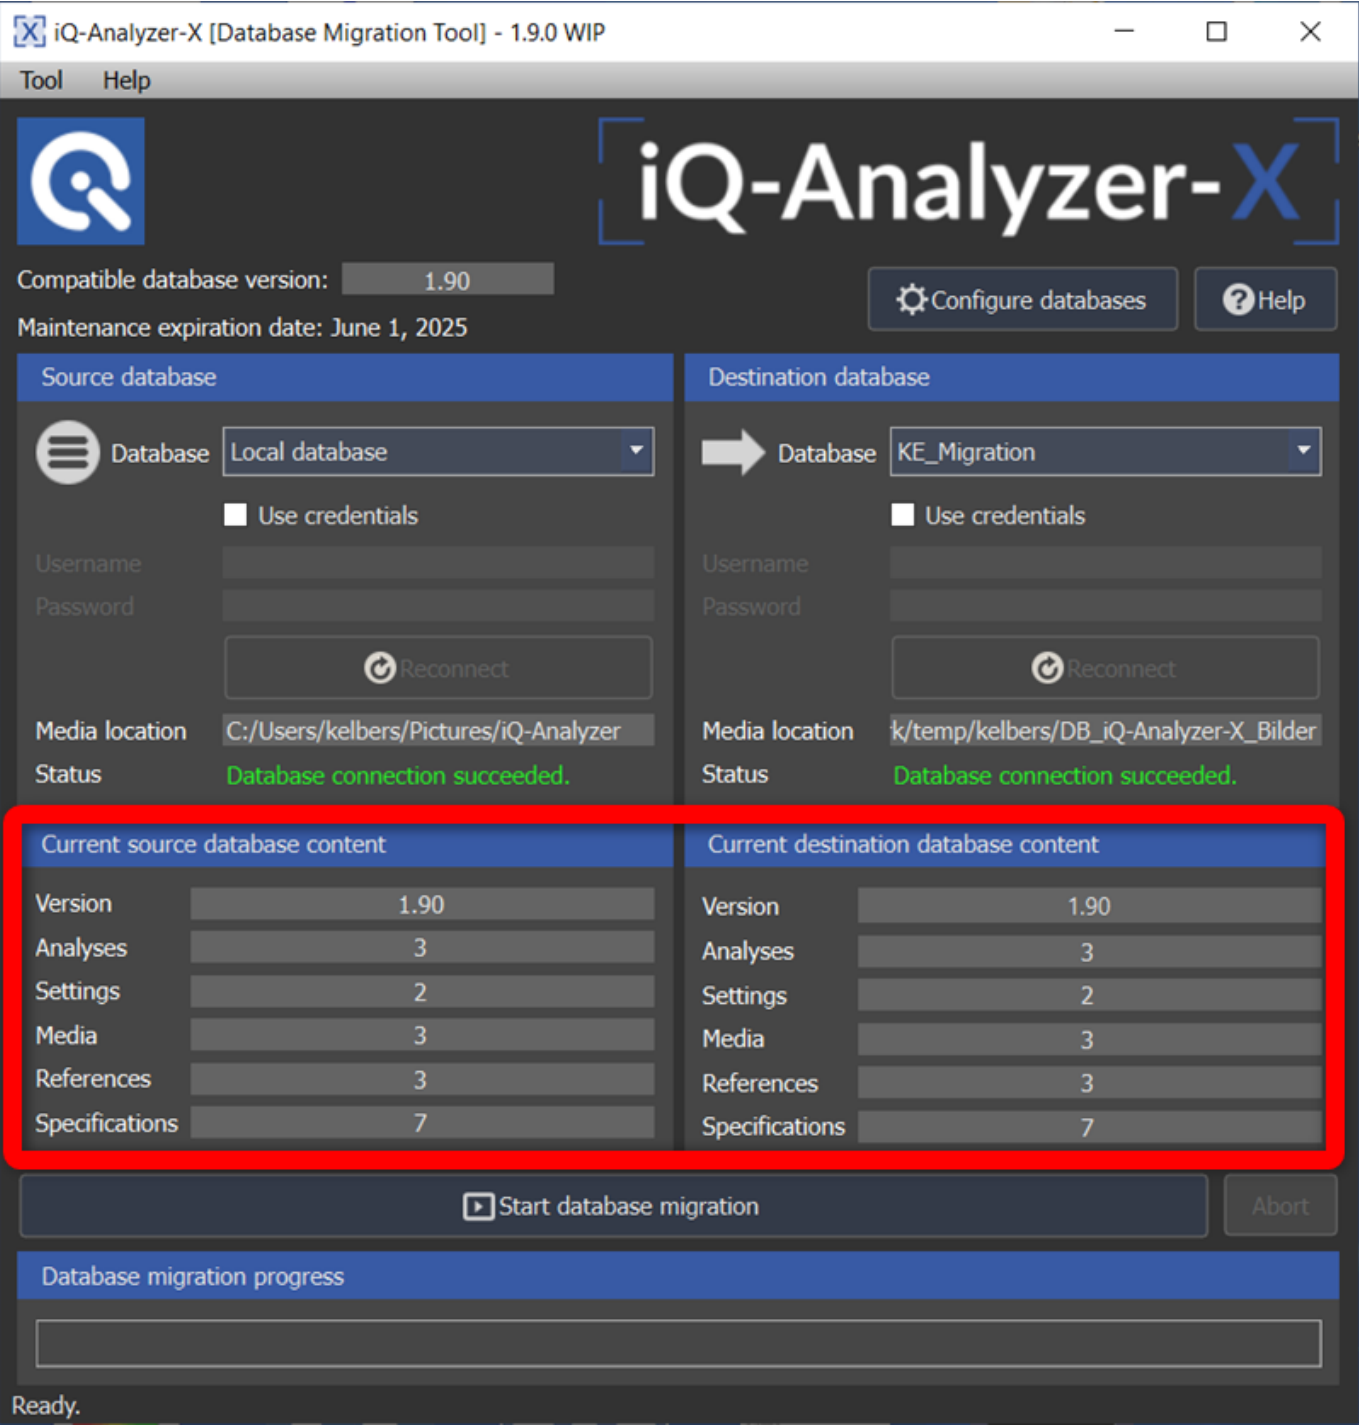 iQ-Analyzer-X [Database Migration Tool] - 1.9.0 WIP
Tool Help
iQ-Analyzer-X
Compatible database version: 1.90
Configure databases
Help
Maintenance expiration date: June 1, 2025
Source database
Database Local database
Use credentials
Username
Password
Reconnect
Media location C:/Users/kelbers/Pictures/iQ-Analyzer
Status Database connection succeeded.
Destination database
Database KE_Migration
Use credentials
Username
Password
Reconnect
Media location k/temp/kelbers/DB_iQ-Analyzer-X_Bilder
Status Database connection succeeded.
Current source database content
Version 1.90
Analyses 3
Settings 2
Media 3
References 3
Specifications 7
Current destination database content
Version 1.90
Analyses 3
Settings 2
Media 3
References 3
Specifications 7
Start database migration
Abort
Database migration progress
Ready.